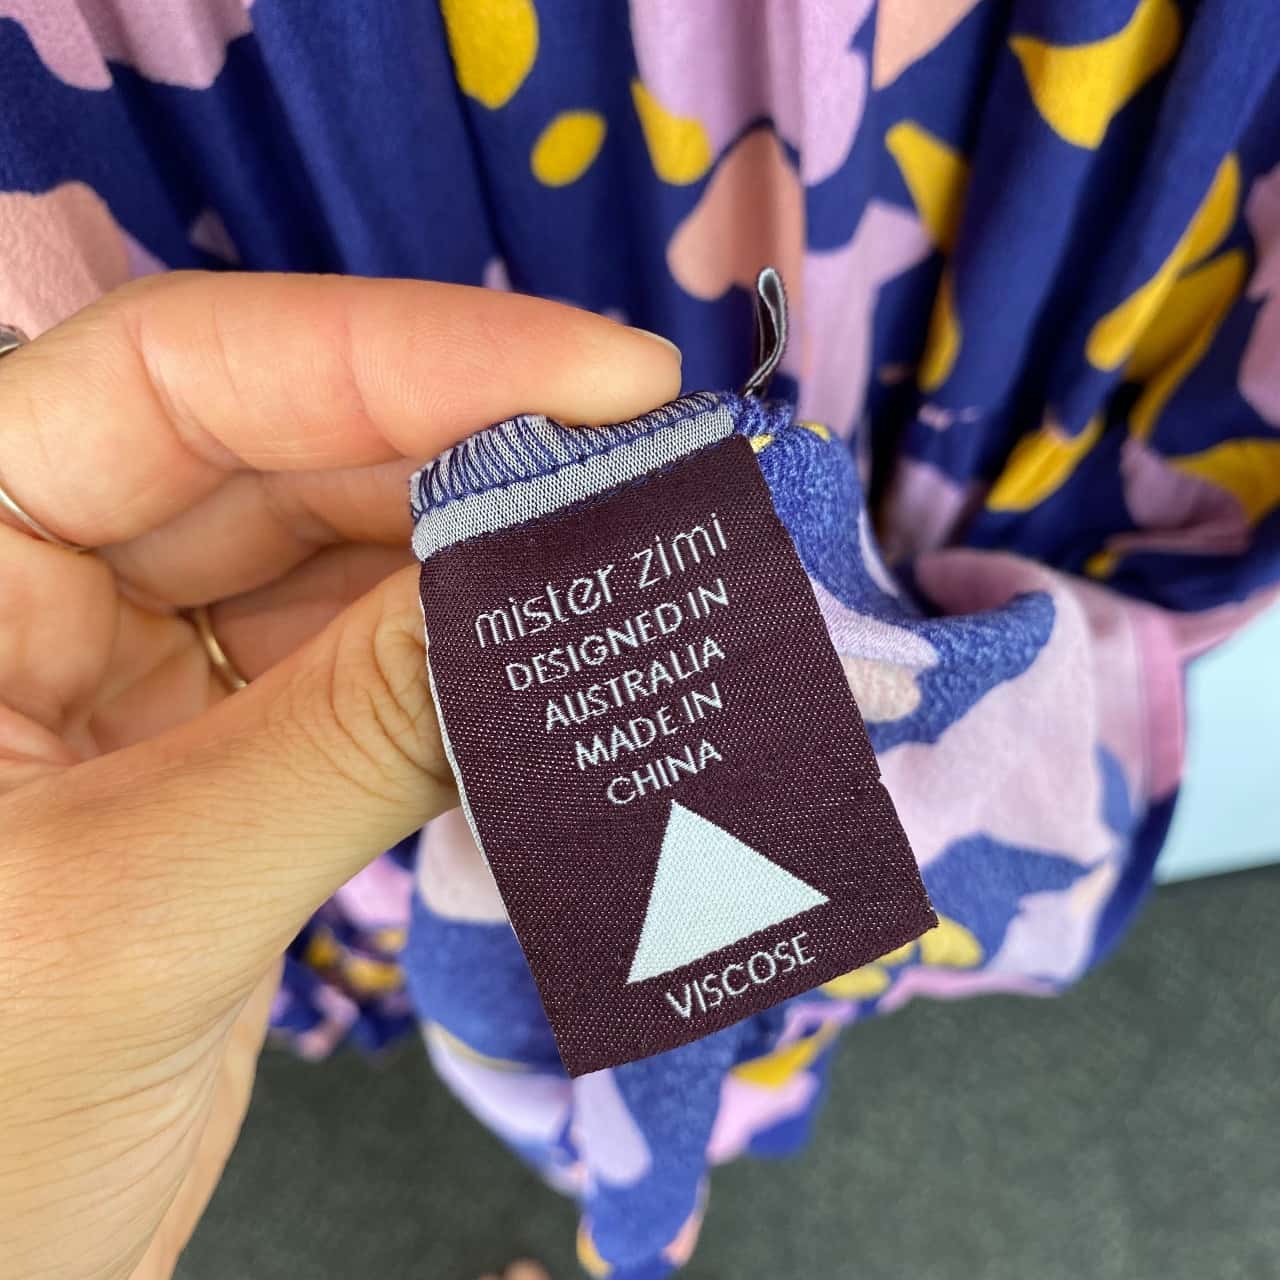 mister zimi
DESIGNED IN
AUSTRALIA
MADE IN
CHINA
VISCOSE